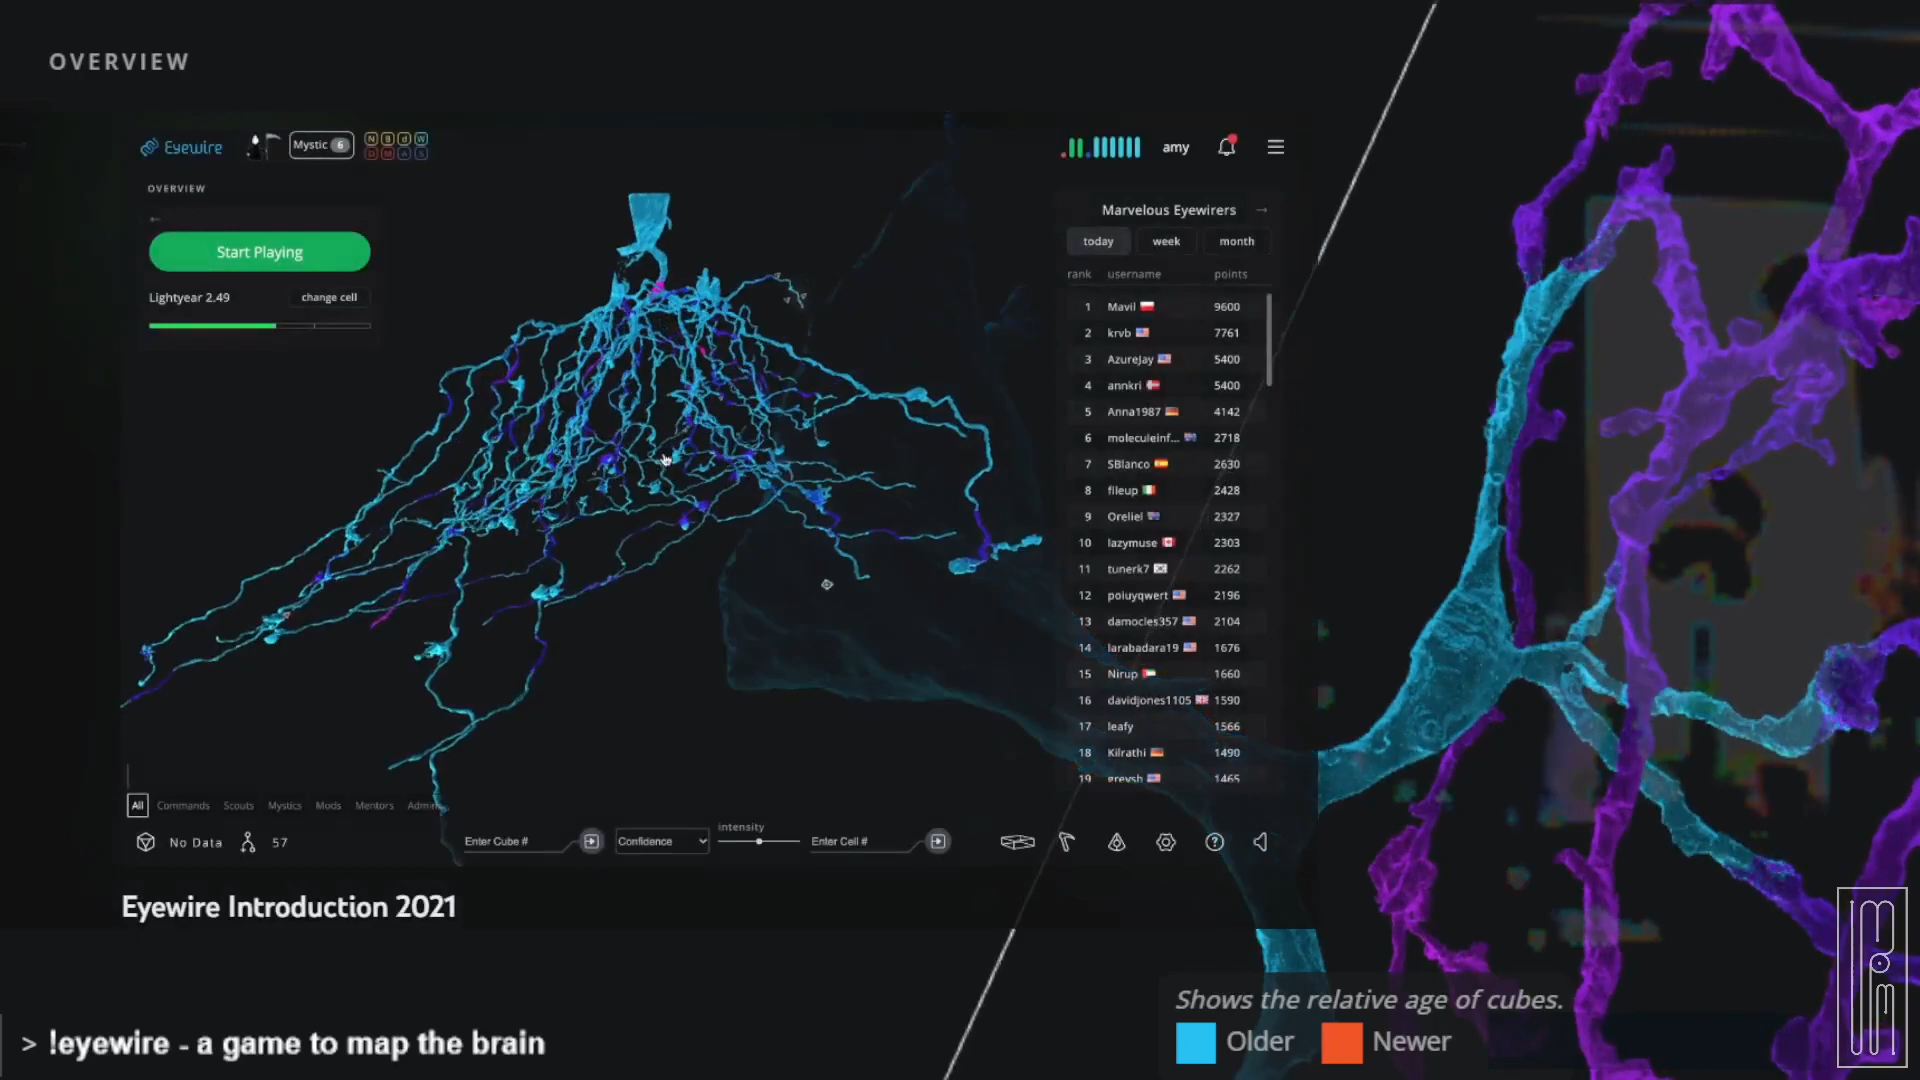 OVERVIEW
Eyewire
Mystic 6
N B d W
amy
OVERVIEW
Start Playing
Lightyear 2.49 change cell
Marvelous Eyewirers →
today week month
rank username points
1 Mavil 9600
2 krvb 7761
3 AzureJay 5400
4 annkri 5400
5 Anna1987 4142
6 moleculeinf... 2718
7 SBlanco 2630
8 fileup 2428
9 Oreliel 2327
10 lazymuse 2303
11 tunerk7 2262
12 poiuyqwert 2196
13 damocles357 2104
14 larabadara19 1676
15 Nirup 1660
16 davidjones1105 1590
17 leafy 1566
18 Kilrathi 1490
19 greysh 1465
All Commands Scouts Mystics Mods Mentors Admins
No Data 57
Enter Cube #
Confidence
intensity
Enter Cell #
Eyewire Introduction 2021
Shows the relative age of cubes.
Older Newer
> !eyewire - a game to map the brain